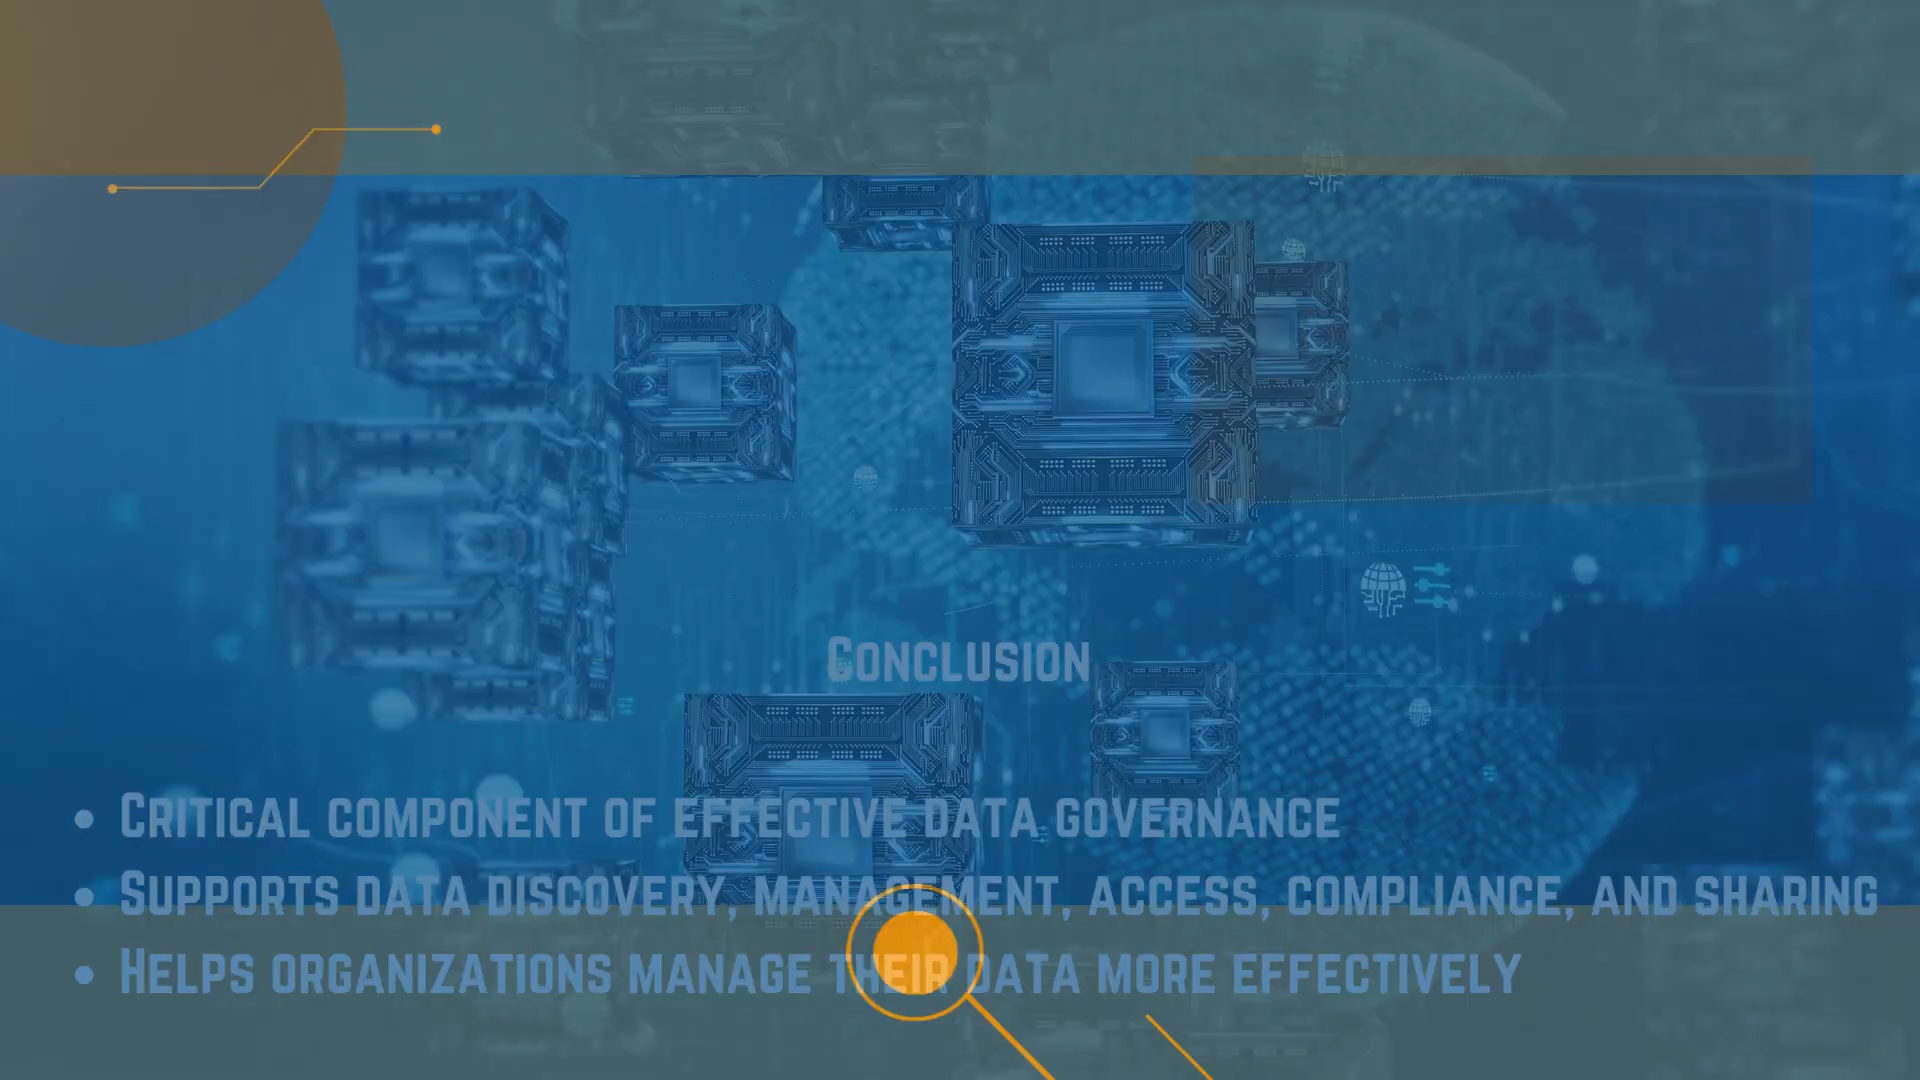 Conclusion
• Critical component of effective data governance
• Supports data discovery, management, access, compliance, and sharing
• Helps organizations manage their data more effectively